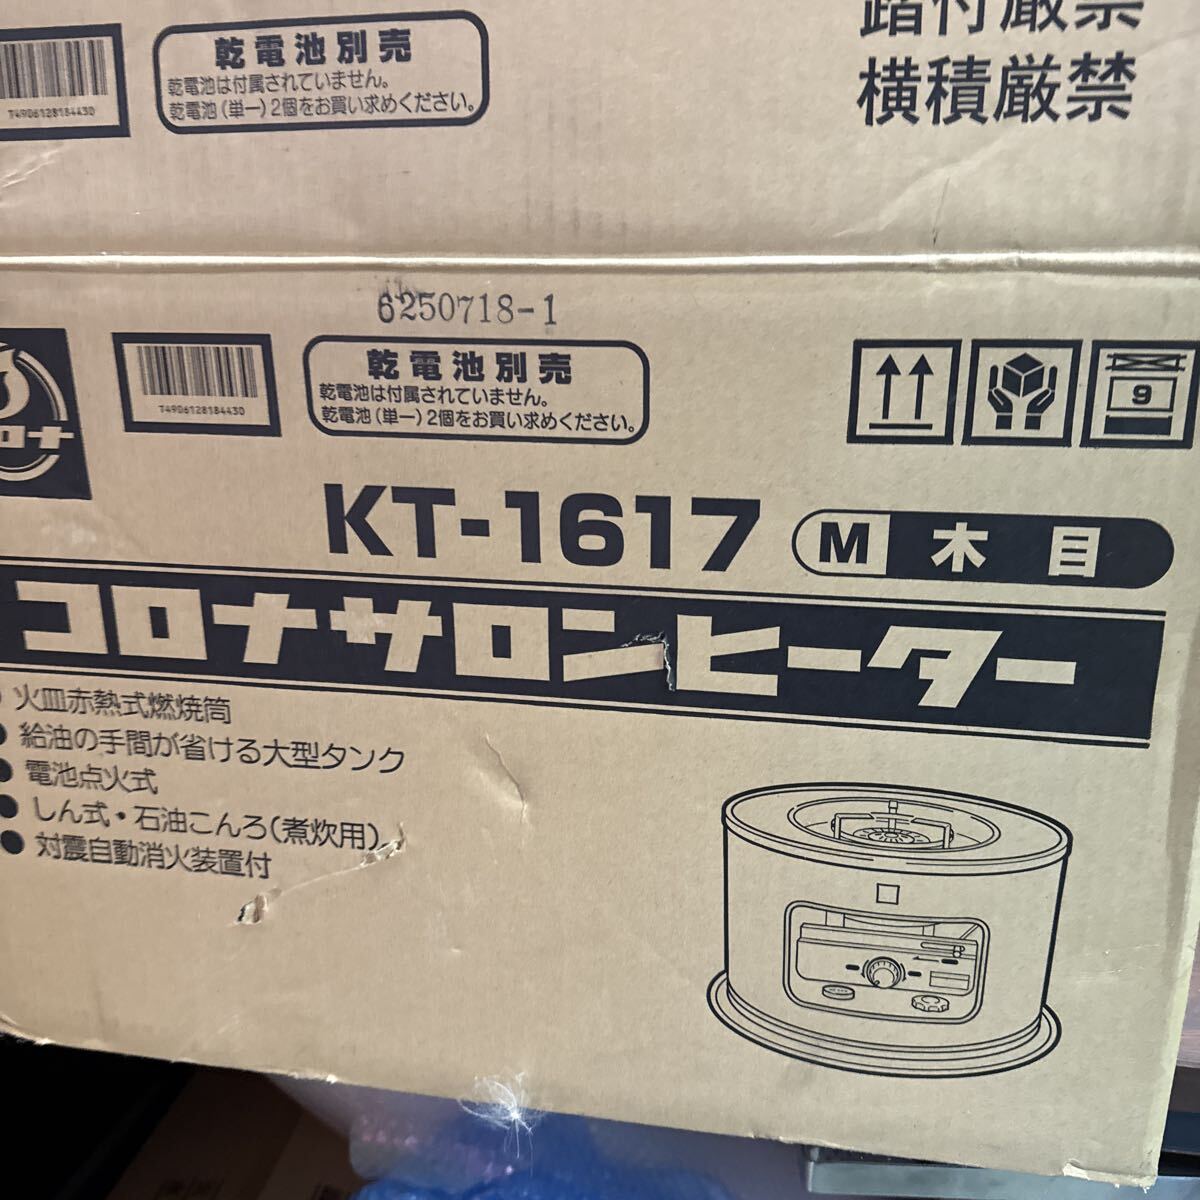 乾電池別売
乾電池は付属されていません。
乾電池(単一)2個をお買い求めください。
T4906128184430
踏付厳禁
横積厳禁
6250718-1
T4906128184430
乾電池別売
乾電池は付属されていません。
乾電池(単一)2個をお買い求めください。
9
KT-1617 M 木目
コロナサロンヒーター
火皿赤熱式燃焼筒
● 給油の手間が省ける大型タンク
● 電池点火式
● しん式・石油こんろ(煮炊用)
● 対震自動消火装置付